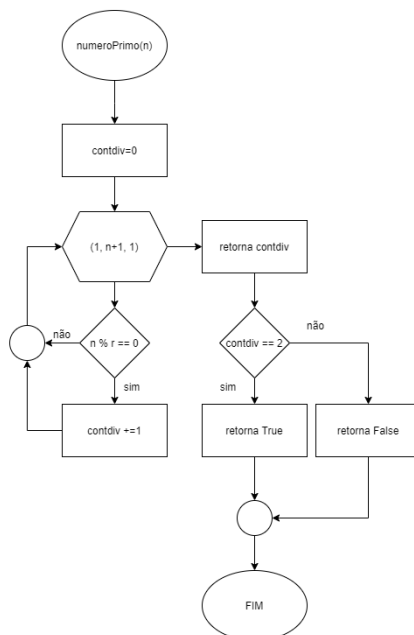 numeroPrimo(n)
contdiv=0
(1, n+1, 1)
retorna contdiv
não
n % r == 0
sim
contdiv +=1
contdiv == 2
não
sim
retorna True
retorna False
FIM